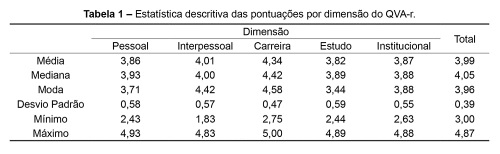 Tabela 1 – Estatística descritiva das pontuações por dimensão do QVA-r.
Dimensão
Pessoal Interpessoal Carreira Estudo Institucional Total
Média 3,86 4,01 4,34 3,82 3,87 3,99
Mediana 3,93 4,00 4,42 3,89 3,88 4,05
Moda 3,71 4,42 4,58 3,44 3,88 3,96
Desvio Padrão 0,58 0,57 0,47 0,59 0,55 0,39
Mínimo 2,43 1,83 2,75 2,44 2,63 3,00
Máximo 4,93 4,83 5,00 4,89 4,88 4,87